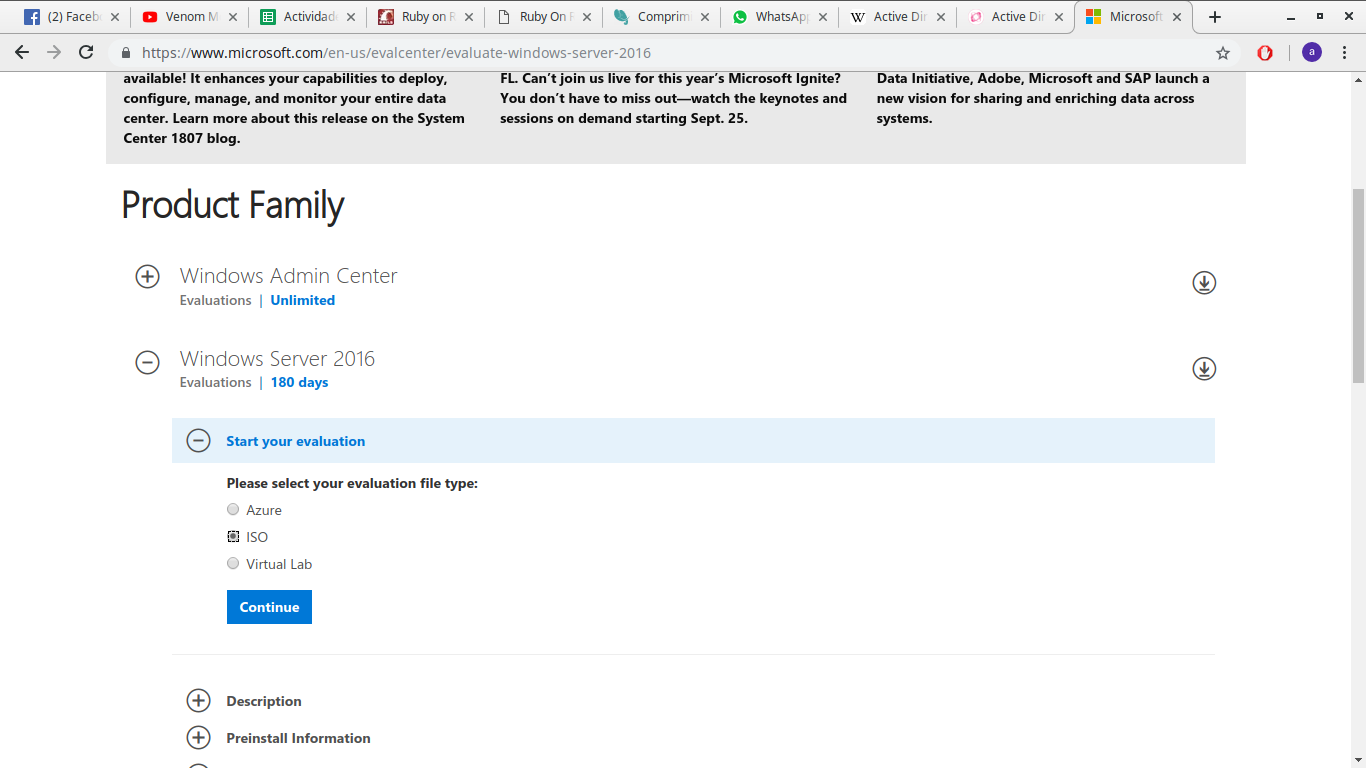 (2) Faceb
Venom M
Actividad
Ruby on R
Ruby On R
Comprim
WhatsApp
Active Dir
Active Dir
Microsoft
https://www.microsoft.com/en-us/evalcenter/evaluate-windows-server-2016
a
available! It enhances your capabilities to deploy,
configure, manage, and monitor your entire data
center. Learn more about this release on the System
Center 1807 blog.
FL. Can’t join us live for this year’s Microsoft Ignite?
You don’t have to miss out—watch the keynotes and
sessions on demand starting Sept. 25.
Data Initiative, Adobe, Microsoft and SAP launch a
new vision for sharing and enriching data across
systems.
Product Family
Windows Admin Center
Evaluations | Unlimited
Windows Server 2016
Evaluations | 180 days
Start your evaluation
Please select your evaluation file type:
Azure
ISO
Virtual Lab
Continue
Description
Preinstall Information